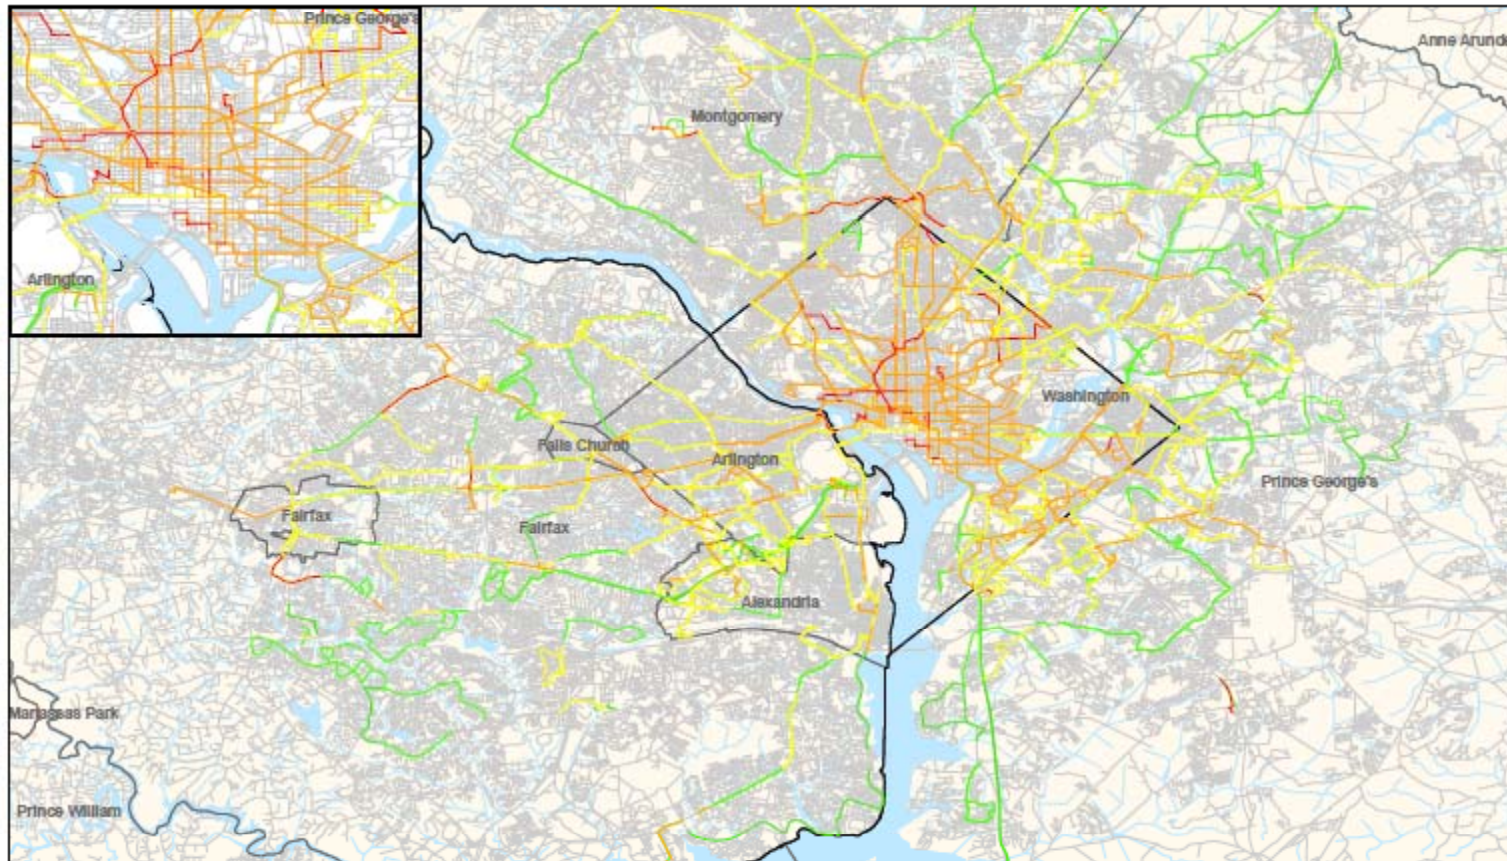 Prince George's
Arlington
Anne Arunde
Montgomery
Washington
Falls Church
Arlington
Prince George's
Fairfax
Fairfax
Alexandria
Manassas Park
Prince William